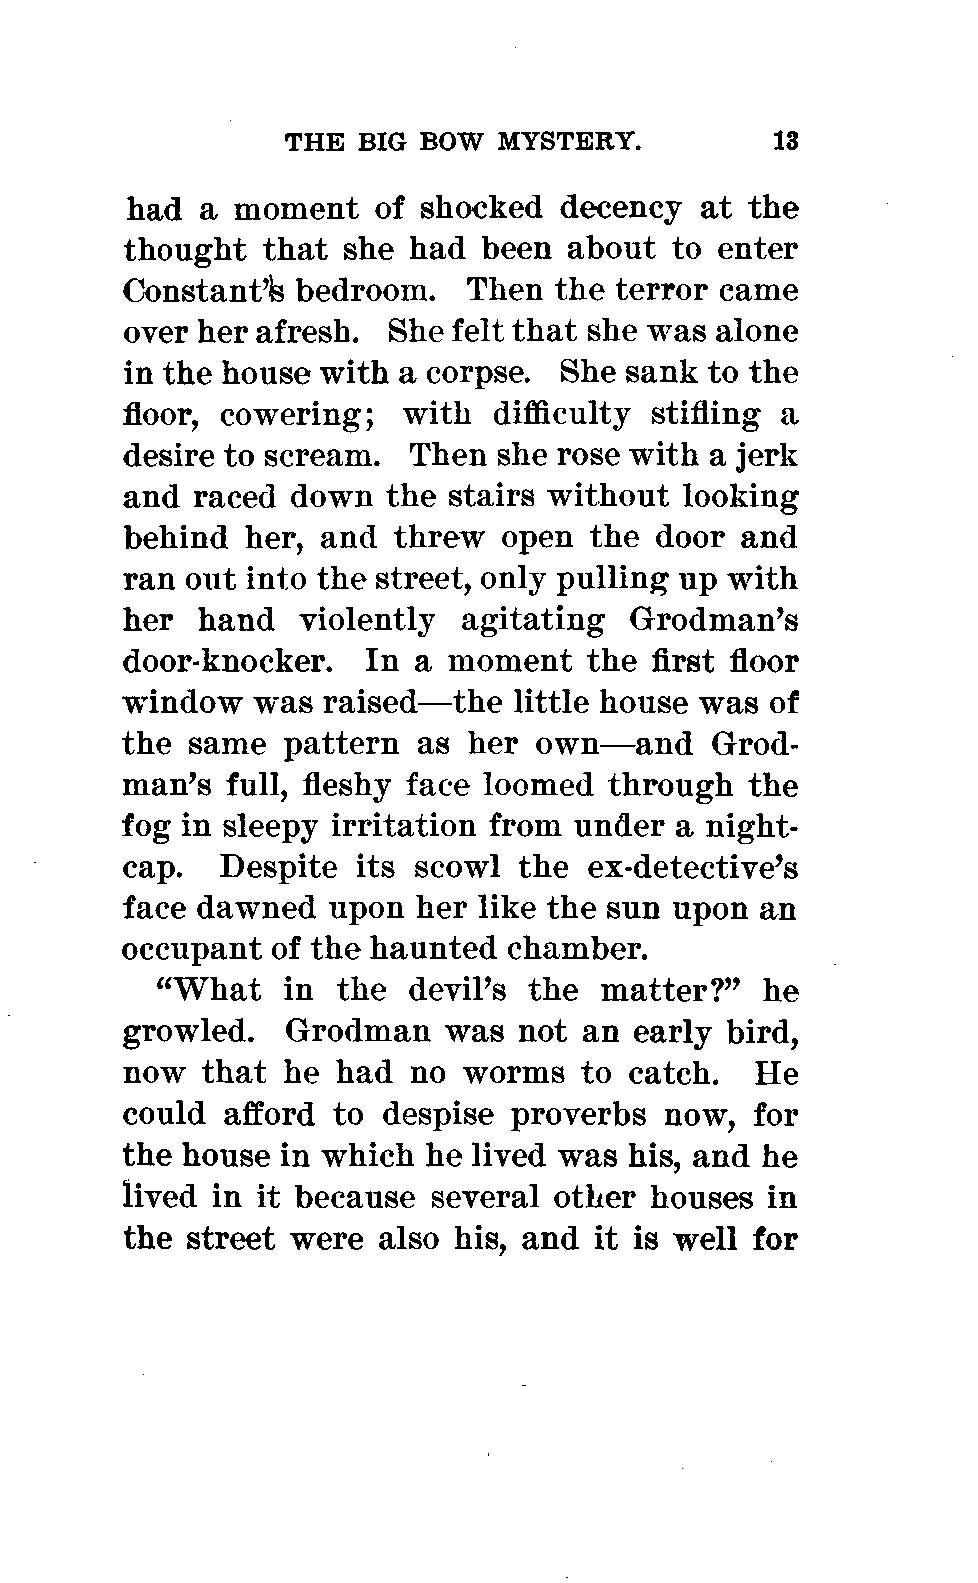 THE BIG BOW MYSTERY. 13
had a moment of shocked decency at the
thought that she had been about to enter
Constant's bedroom. Then the terror came
over her afresh. She felt that she was alone
in the house with a corpse. She sank to the
floor, cowering; with difficulty stifling a
desire to scream. Then she rose with a jerk
and raced down the stairs without looking
behind her, and threw open the door and
ran out into the street, only pulling up with
her hand violently agitating Grodman's
door-knocker. In a moment the first floor
window was raised—the little house was of
the same pattern as her own—and Grod-
man's full, fleshy face loomed through the
fog in sleepy irritation from under a night-
cap. Despite its scowl the ex-detective's
face dawned upon her like the sun upon an
occupant of the haunted chamber.
"What in the devil's the matter?" he
growled. Grodman was not an early bird,
now that he had no worms to catch. He
could afford to despise proverbs now, for
the house in which he lived was his, and he
lived in it because several other houses in
the street were also his, and it is well for